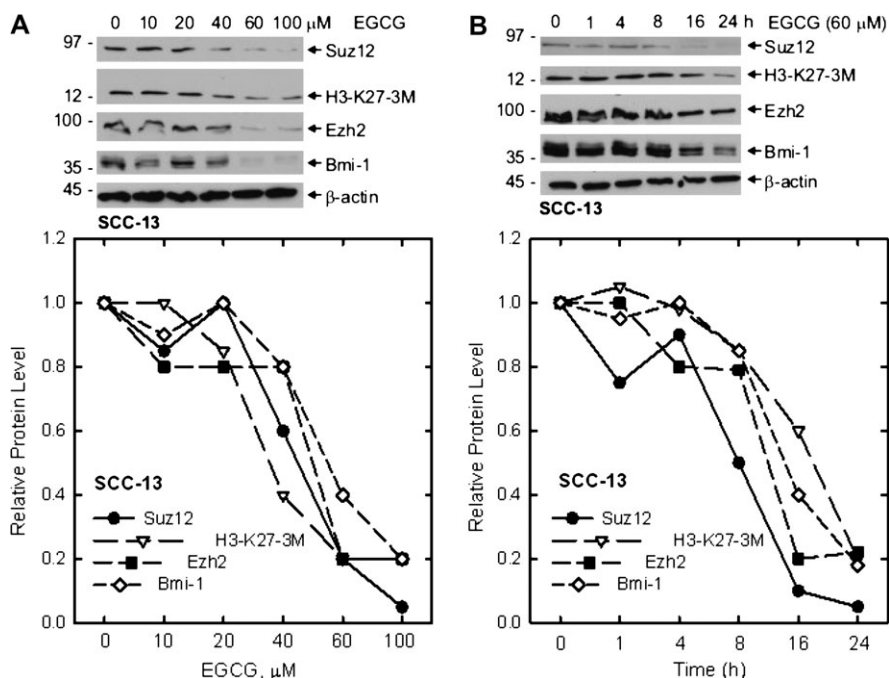 A
0 10 20 40 60 100 μM EGCG
97 -
Suz12
12 -
H3-K27-3M
100 -
Ezh2
35 -
Bmi-1
45 -
β-actin
SCC-13
Relative Protein Level
1.0
0.8
0.6
0.4
0.2
0.0
SCC-13
Suz12
H3-K27-3M
Ezh2
Bmi-1
0 10 20 40 60 100
EGCG, μM
B
0 1 4 8 16 24 h EGCG (60 μM)
97 -
Suz12
12 -
H3-K27-3M
100 -
Ezh2
35 -
Bmi-1
45 -
β-actin
SCC-13
Relative Protein Level
1.0
0.8
0.6
0.4
0.2
0.0
SCC-13
Suz12
H3-K27-3M
Ezh2
Bmi-1
0 1 4 8 16 24
Time (h)